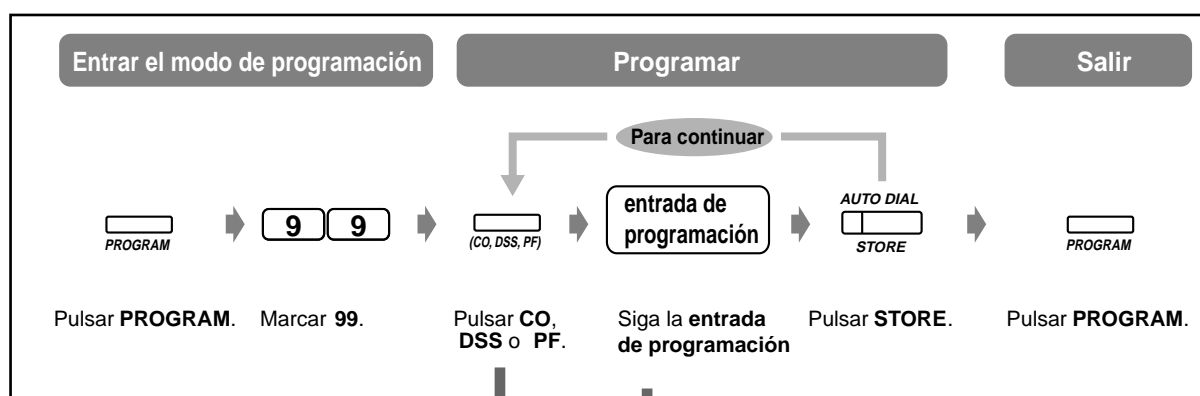 Entrar el modo de programación
Programar
Salir
Para continuar
PROGRAM
9 9
(CO, DSS, PF)
entrada de
programación
AUTO DIAL
STORE
PROGRAM
Pulsar PROGRAM.
Marcar 99.
Pulsar CO,
DSS o PF.
Siga la entrada
de programación
Pulsar STORE.
Pulsar PROGRAM.